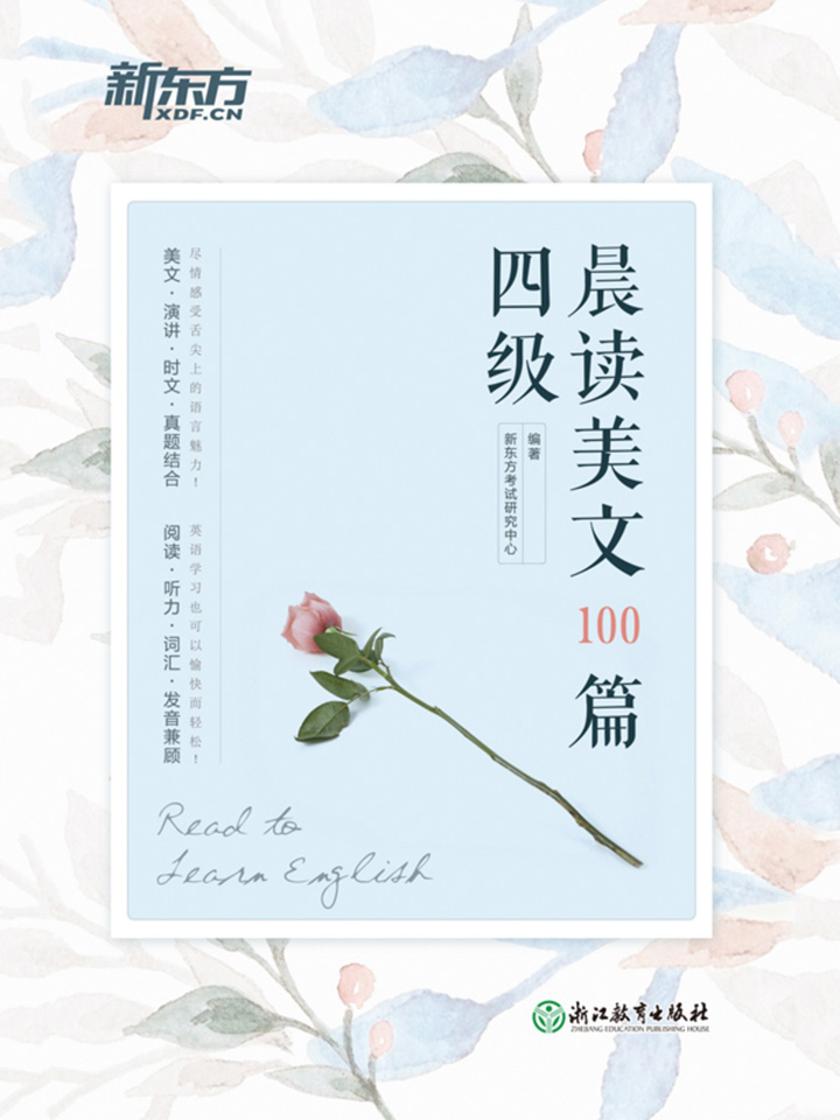 新东方
XDF.CN
晨读美文100篇
四级
编著
新东方考试研究中心
尽情感受舌尖上的语言魅力！
美文·演讲·时文·真题结合
英语学习也可以愉快而轻松！
阅读·听力·词汇·发音兼顾
Read to
Learn English
浙江教育出版社
ZHEJIANG EDUCATION PUBLISHING HOUSE